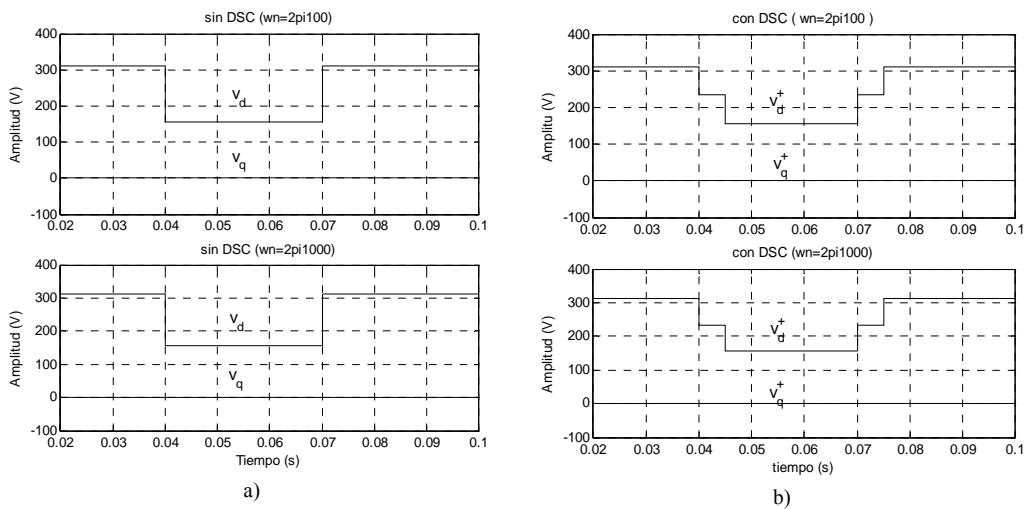 sin DSC (wn=2pi100)
400
300
200
100
0
-100
Amplitud (V)
v_d
v_q
0.02 0.03 0.04 0.05 0.06 0.07 0.08 0.09 0.1
sin DSC (wn=2pi1000)
400
300
200
100
0
-100
Amplitud (V)
v_d
v_q
0.02 0.03 0.04 0.05 0.06 0.07 0.08 0.09 0.1
Tiempo (s)
a)
con DSC ( wn=2pi100 )
400
300
200
100
0
-100
Amplitu (V)
v_d^+
v_q^+
0.02 0.03 0.04 0.05 0.06 0.07 0.08 0.09 0.1
con DSC (wn=2pi1000)
400
300
200
100
0
-100
Amplitud (V)
v_d^+
v_q^+
0.02 0.03 0.04 0.05 0.06 0.07 0.08 0.09 0.1
tiempo (s)
b)